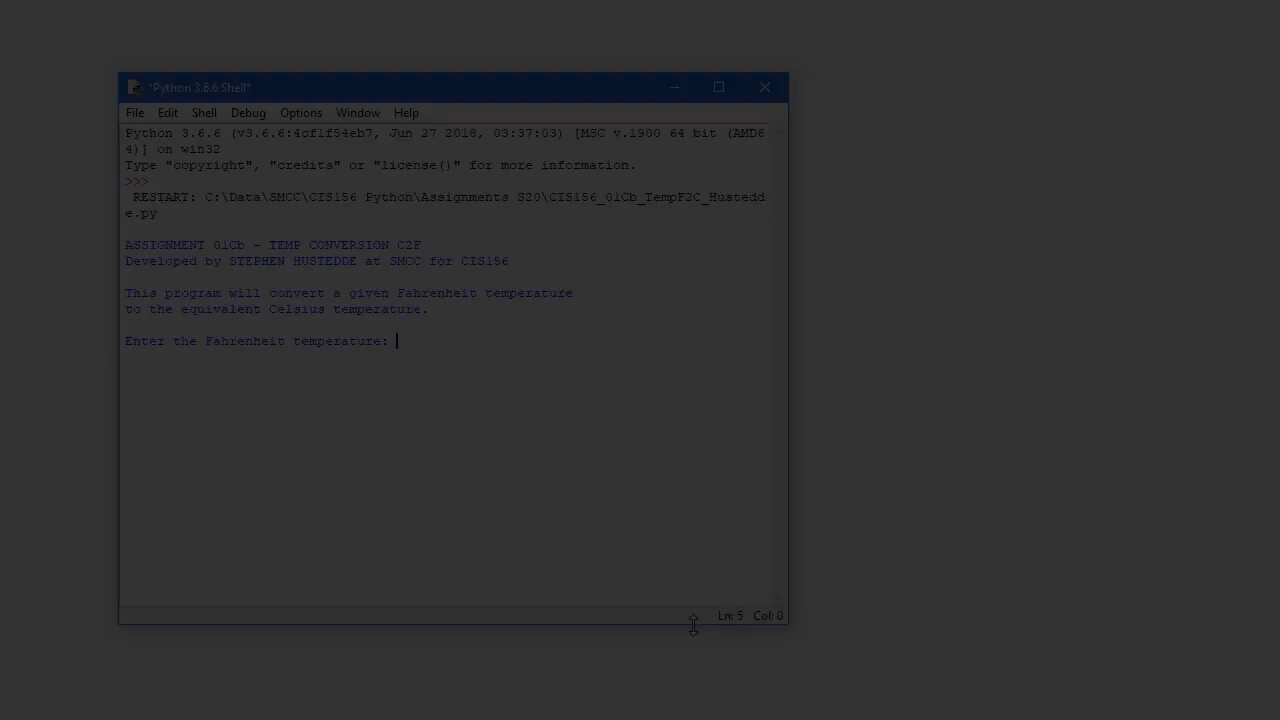 *Python 3.6.6 Shell*
File Edit Shell Debug Options Window Help
Python 3.6.6 (v3.6.6:4cf1f54eb7, Jun 27 2018, 03:37:03) [MSC v.1900 64 bit (AMD6
4)] on win32
Type "copyright", "credits" or "license()" for more information.
>>>
RESTART: C:\Data\SMCC\CIS156 Python\Assignments S20\CIS156_01Cb_TempF2C_Hustedd
e.py
ASSIGNMENT 01Cb - TEMP CONVERSION C2F
Developed by STEPHEN HUSTEDDE at SMCC for CIS156
This program will convert a given Fahrenheit temperature
to the equivalent Celsius temperature.
Enter the Fahrenheit temperature:
Ln: 5 Col: 0